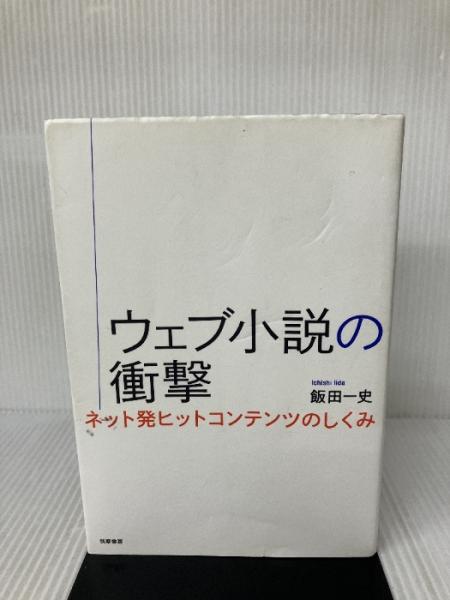 ウェブ小説の
衝撃
Ichishi Iida
飯田一史
ネット発ヒットコンテンツのしくみ
筑摩書房